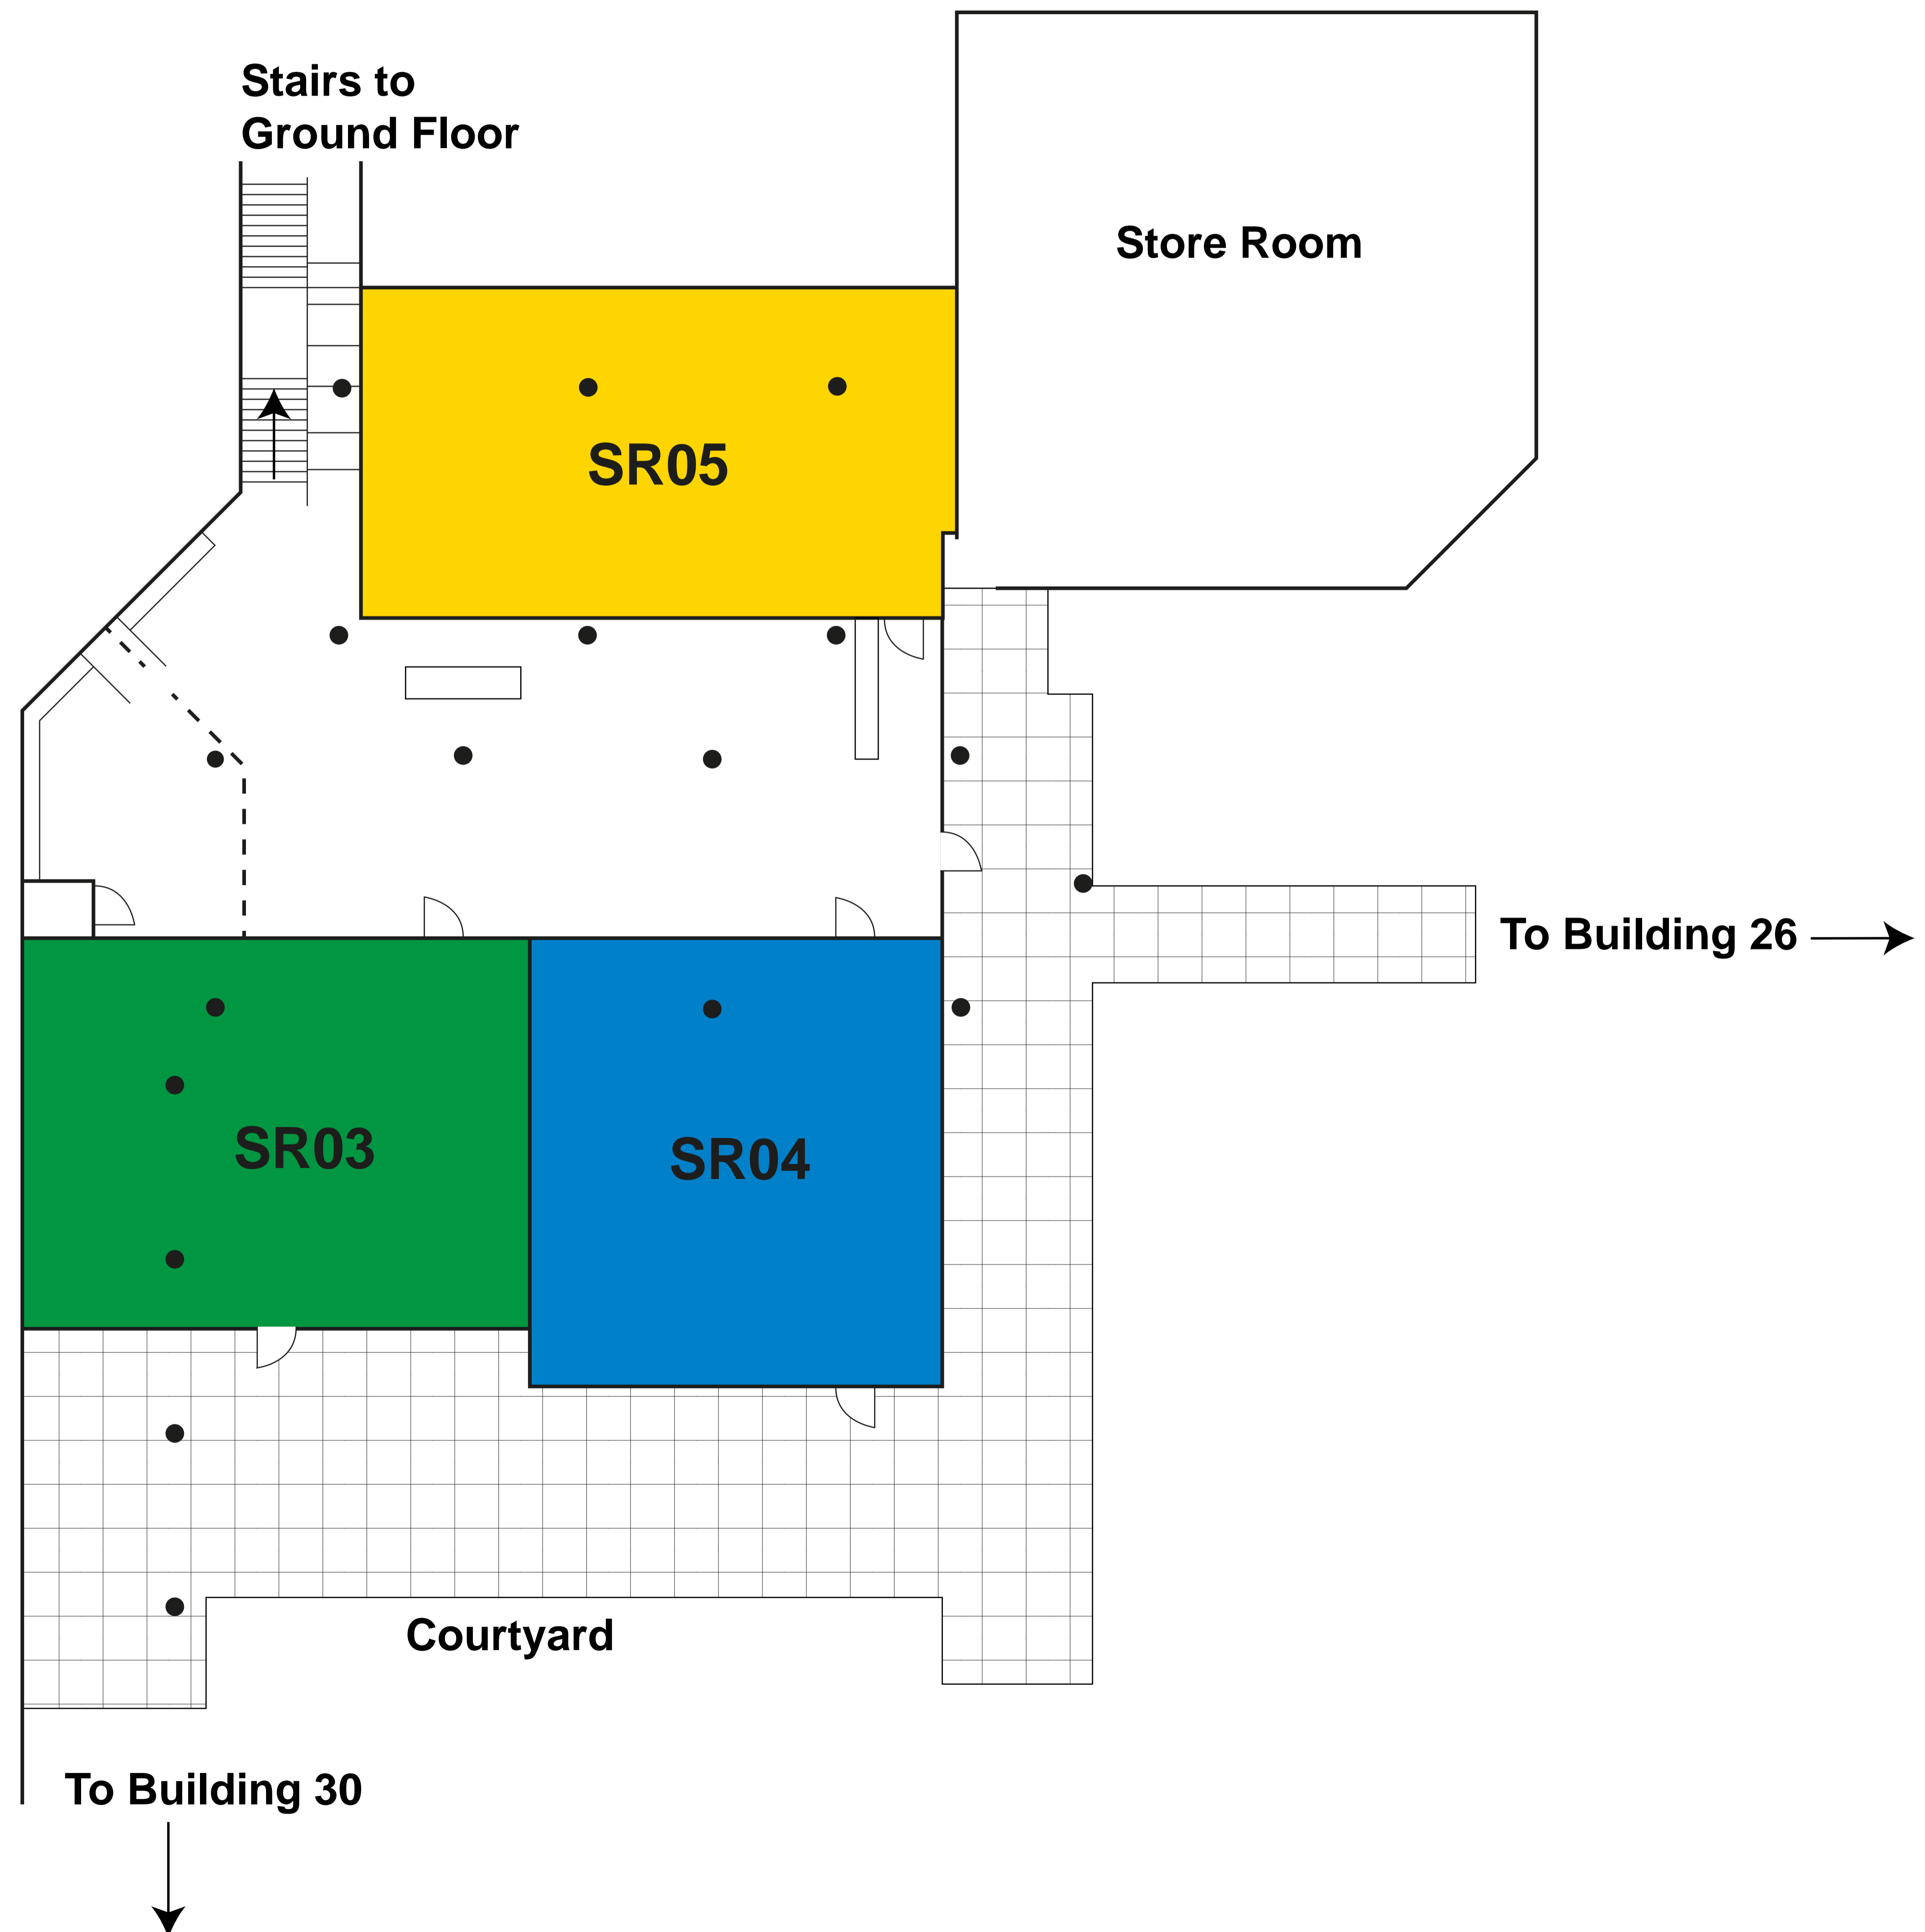 Stairs to
Ground Floor
Store Room
SR05
To Building 26
SR03
SR04
Courtyard
To Building 30